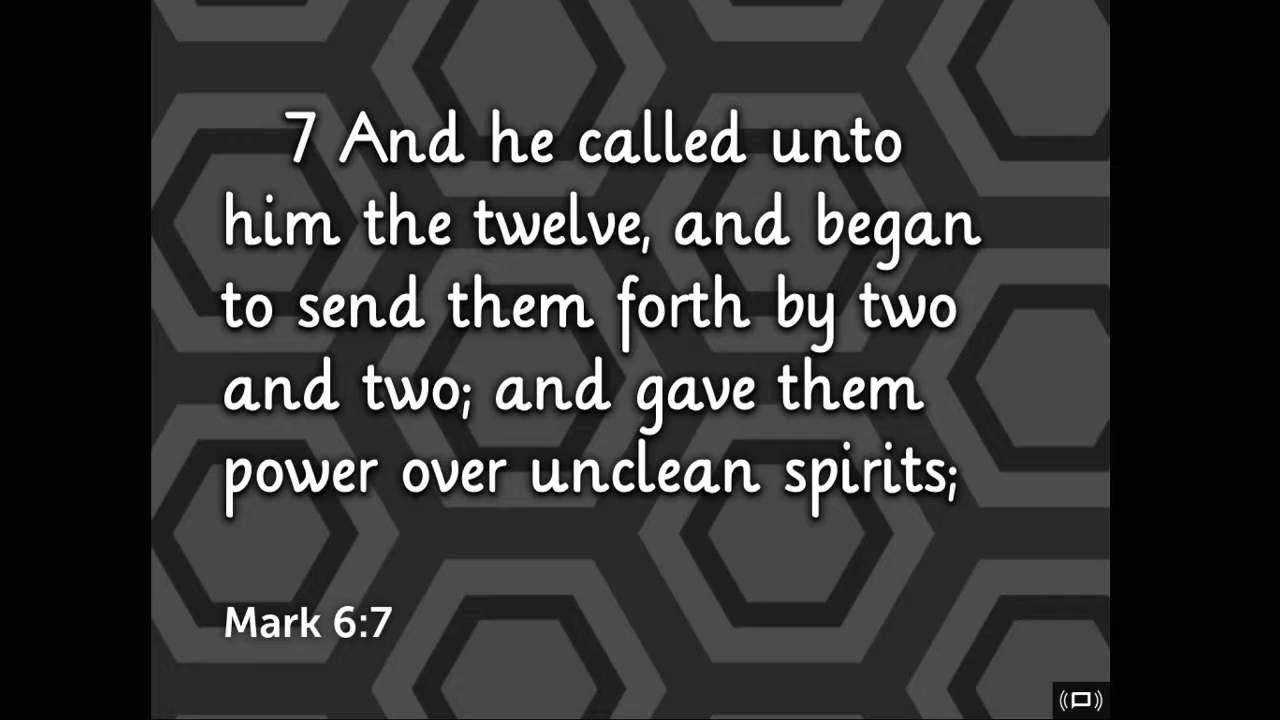 7 And he called unto
him the twelve, and began
to send them forth by two
and two; and gave them
power over unclean spirits;
Mark 6:7